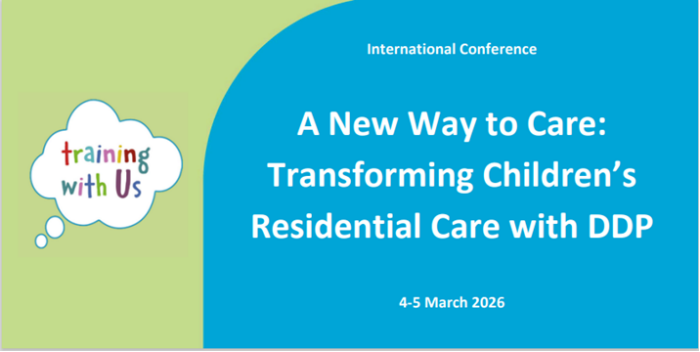 training
with Us
International Conference
A New Way to Care:
Transforming Children’s
Residential Care with DDP
4-5 March 2026